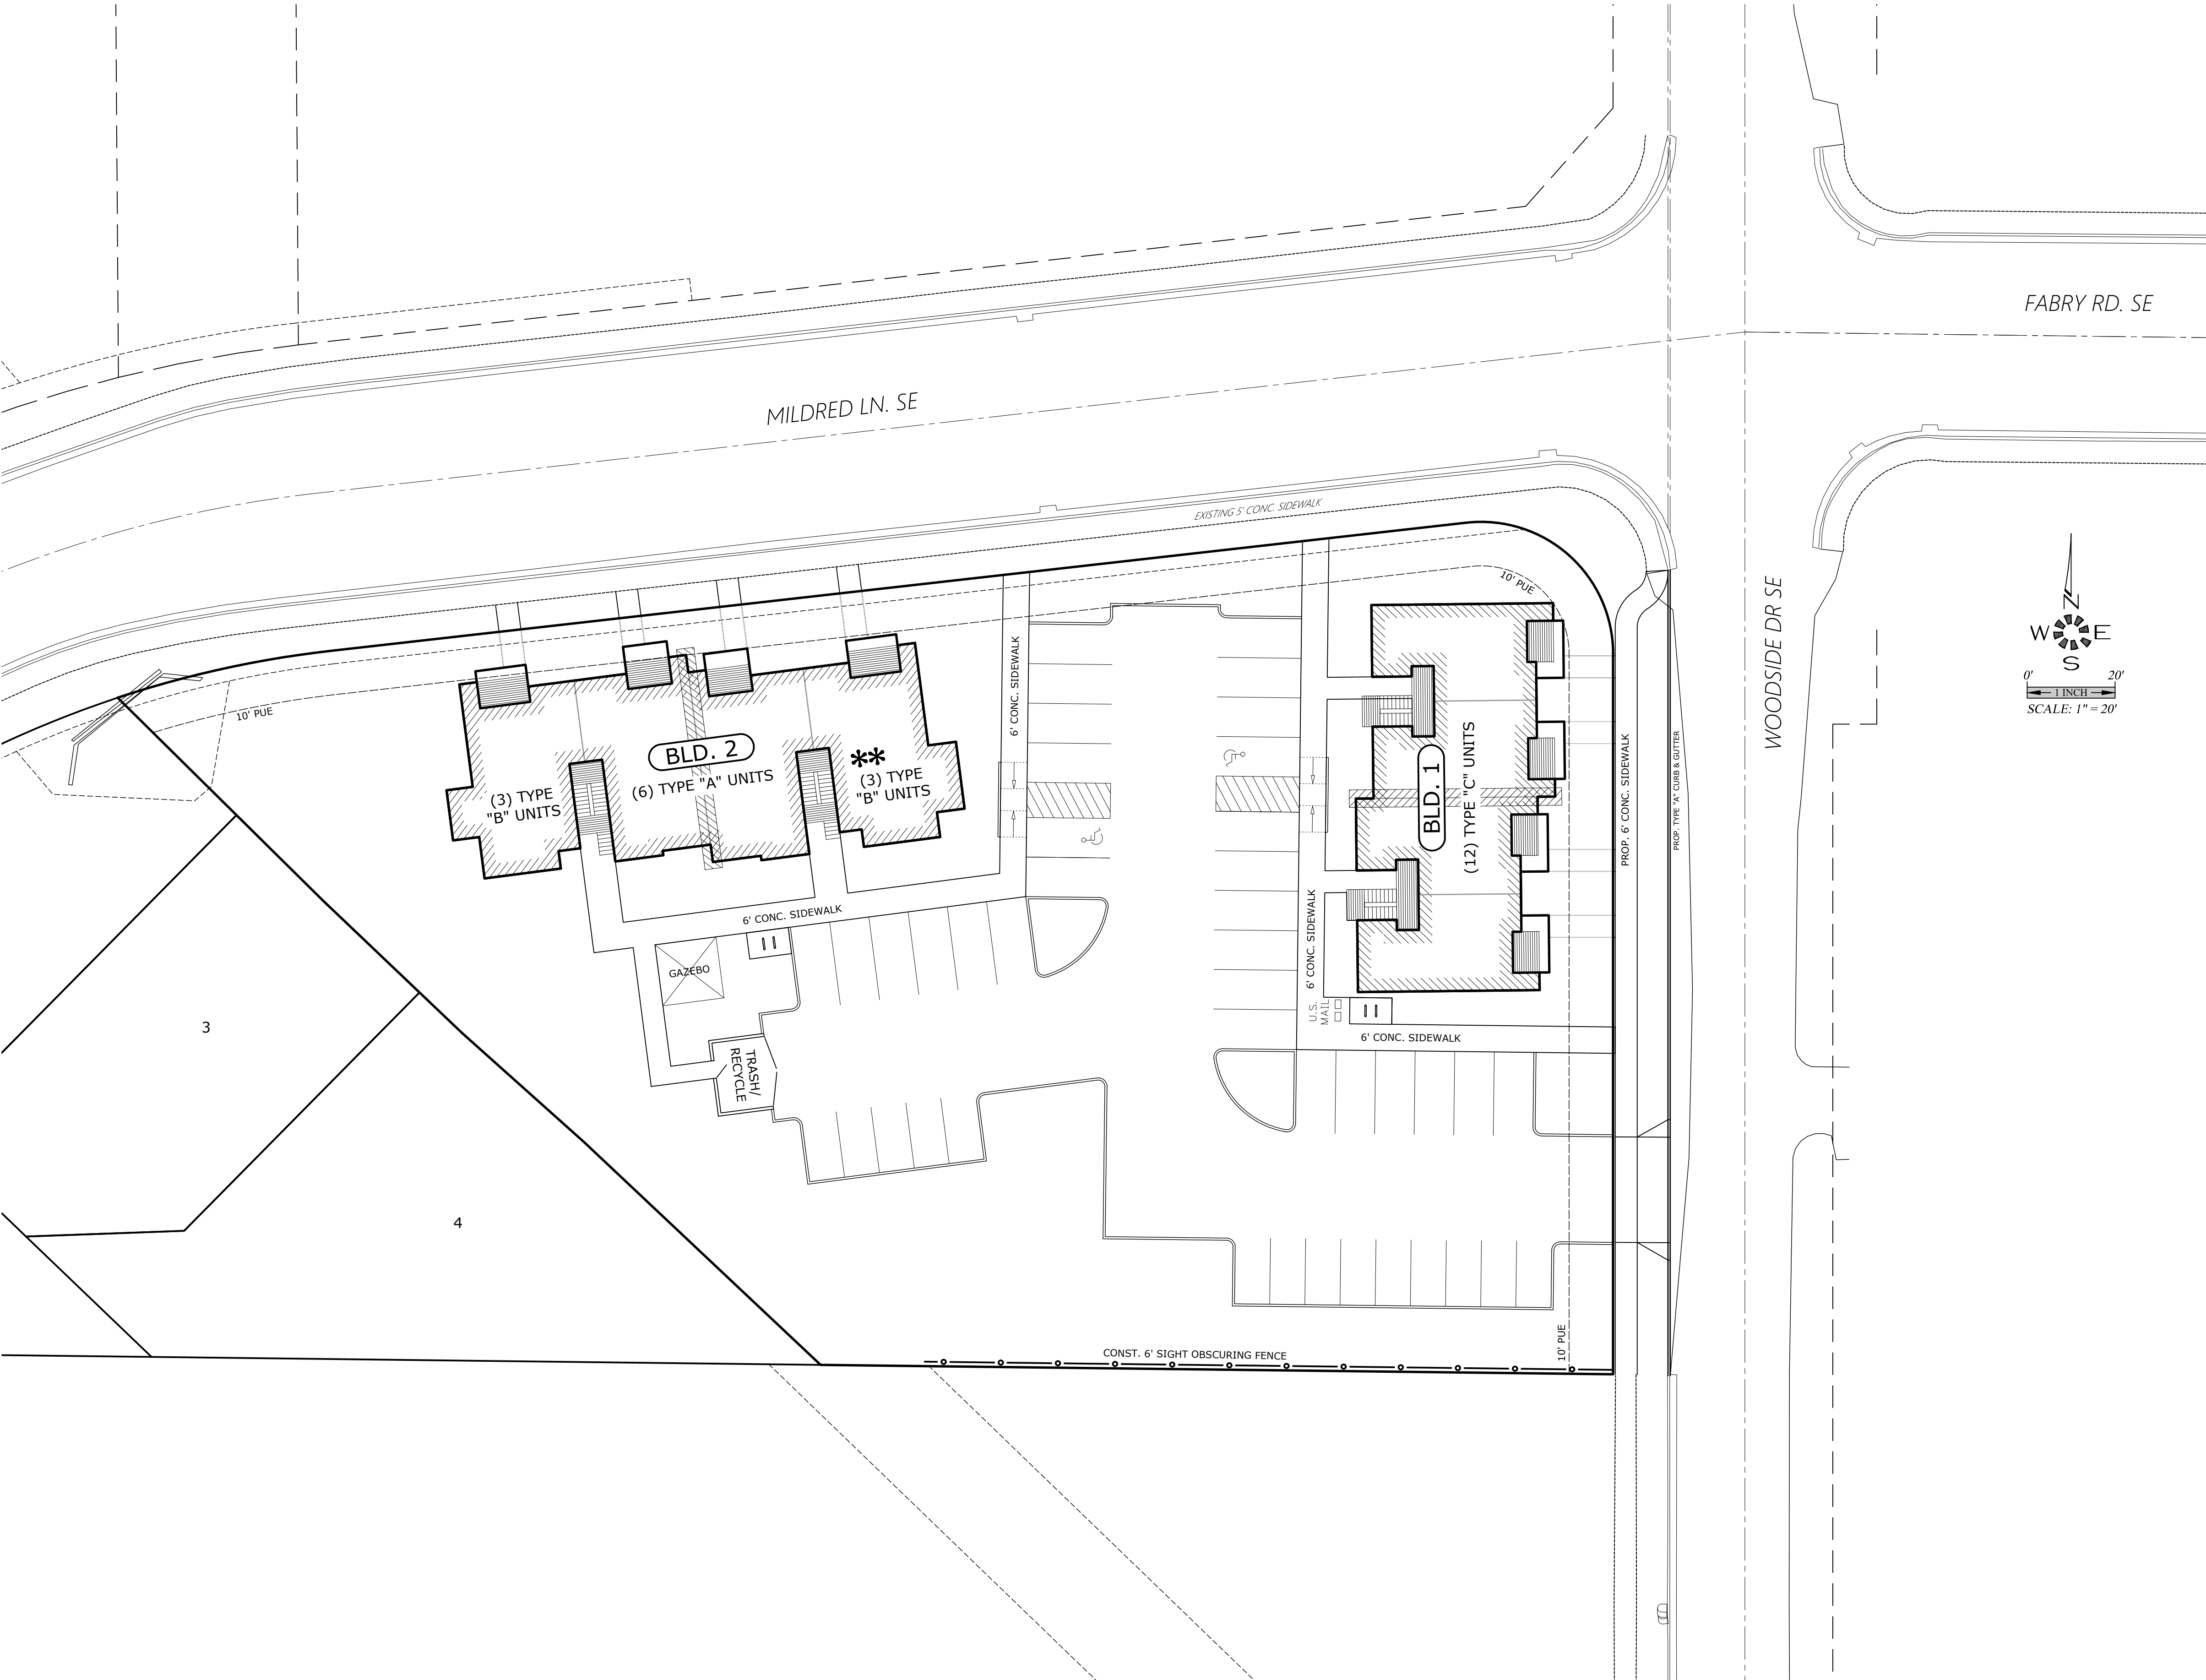 FABRY RD. SE
MILDRED LN. SE
EXISTING 5' CONC. SIDEWALK
10' PUE
WOODSIDE DR SE
N
W E
S
0' 20'
1 INCH
SCALE: 1" = 20'
10' PUE
6' CONC. SIDEWALK
BLD. 2
(6) TYPE "A" UNITS
(3) TYPE
"B" UNITS
**
(3) TYPE
"B" UNITS
BLD. 1
(12) TYPE "C" UNITS
PROP. 6' CONC. SIDEWALK
PROP. TYPE "A" CURB & GUTTER
6' CONC. SIDEWALK
GAZEBO
6' CONC. SIDEWALK
U.S.
MAIL
6' CONC. SIDEWALK
TRASH/
RECYCLE
3
4
CONST. 6' SIGHT OBSCURING FENCE
10' PUE